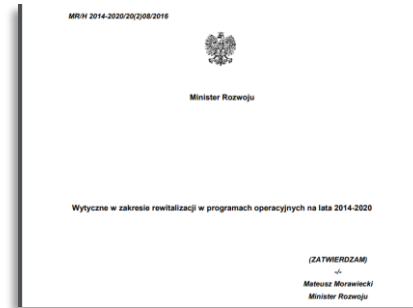 MR/H 2014-2020/20(2)08/2016
Minister Rozwoju
Wytyczne w zakresie rewitalizacji w programach operacyjnych na lata 2014-2020
(ZATWIERDZAM)
-/-
Mateusz Morawiecki
Minister Rozwoju